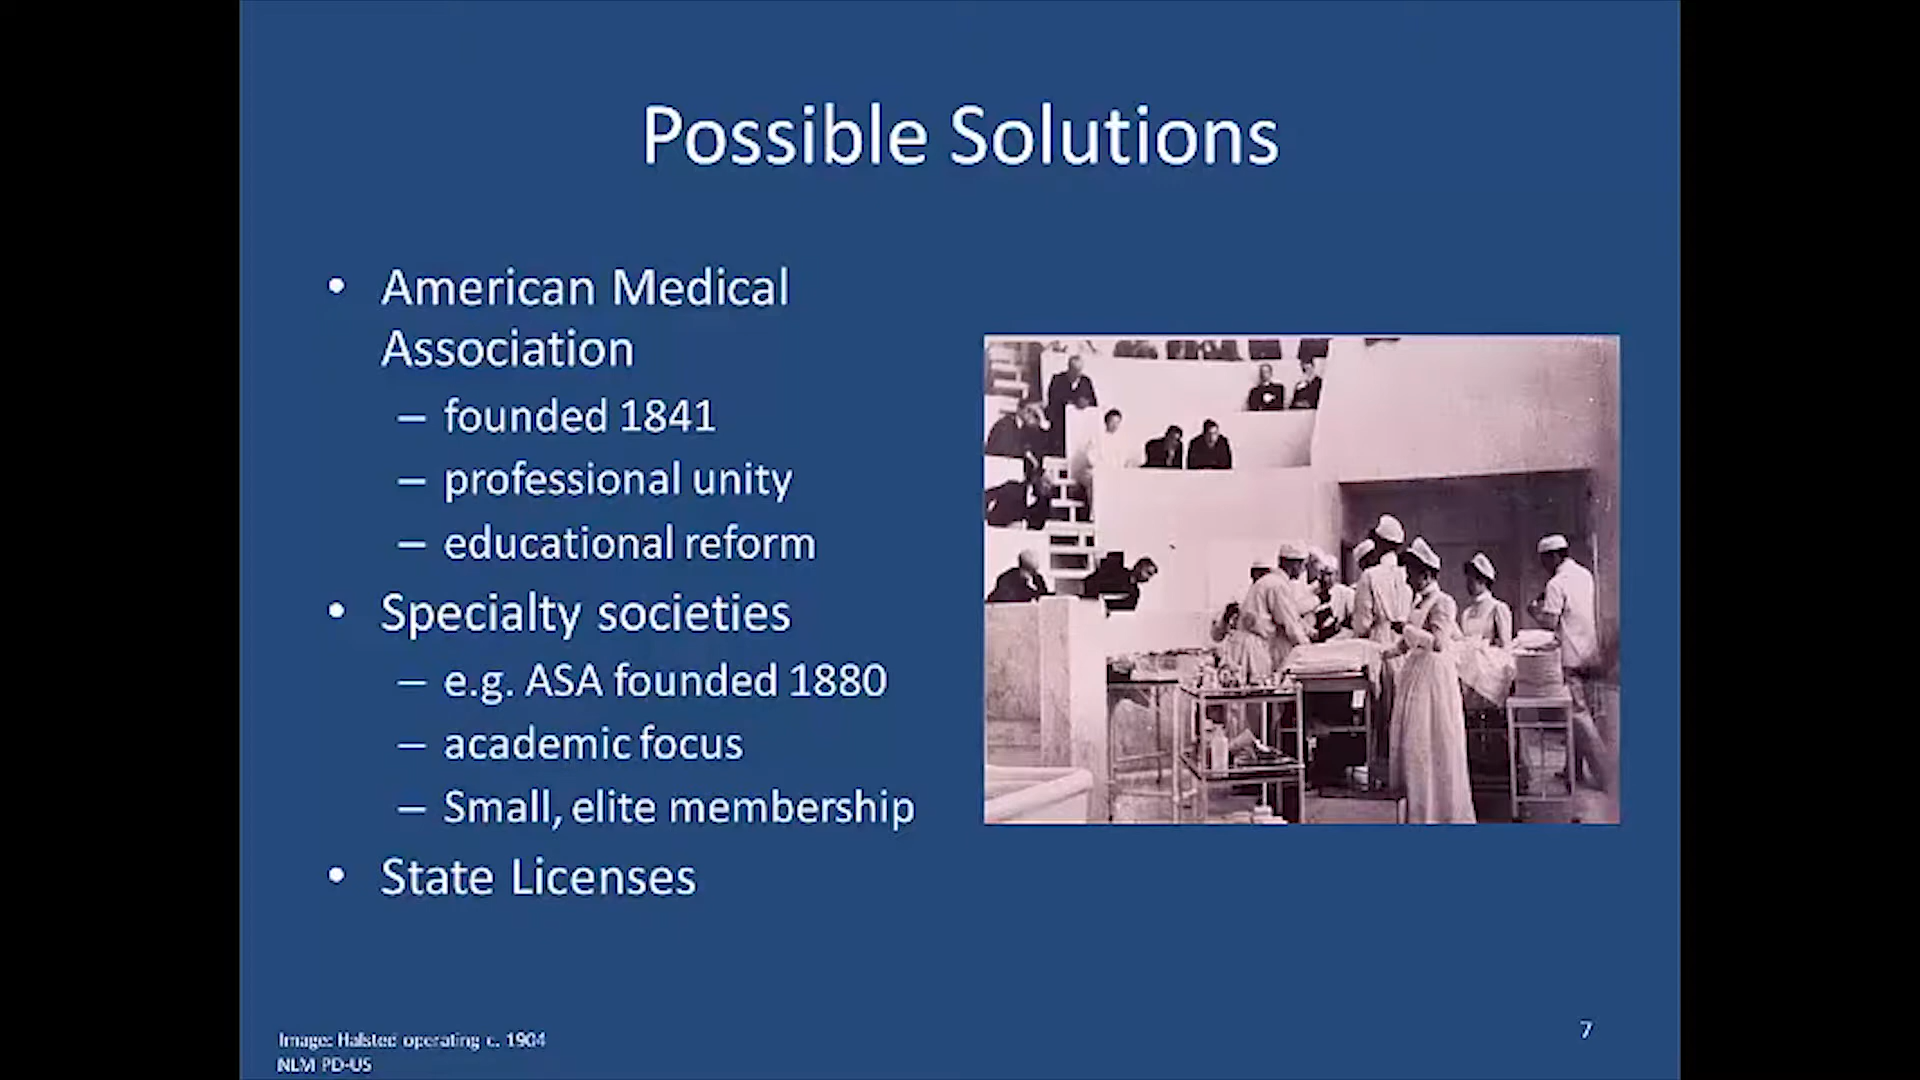 Possible Solutions
• American Medical
Association
– founded 1841
– professional unity
– educational reform
• Specialty societies
– e.g. ASA founded 1880
– academic focus
– Small, elite membership
• State Licenses
Image: Halsted operating c. 1904
NLM PD-US
7